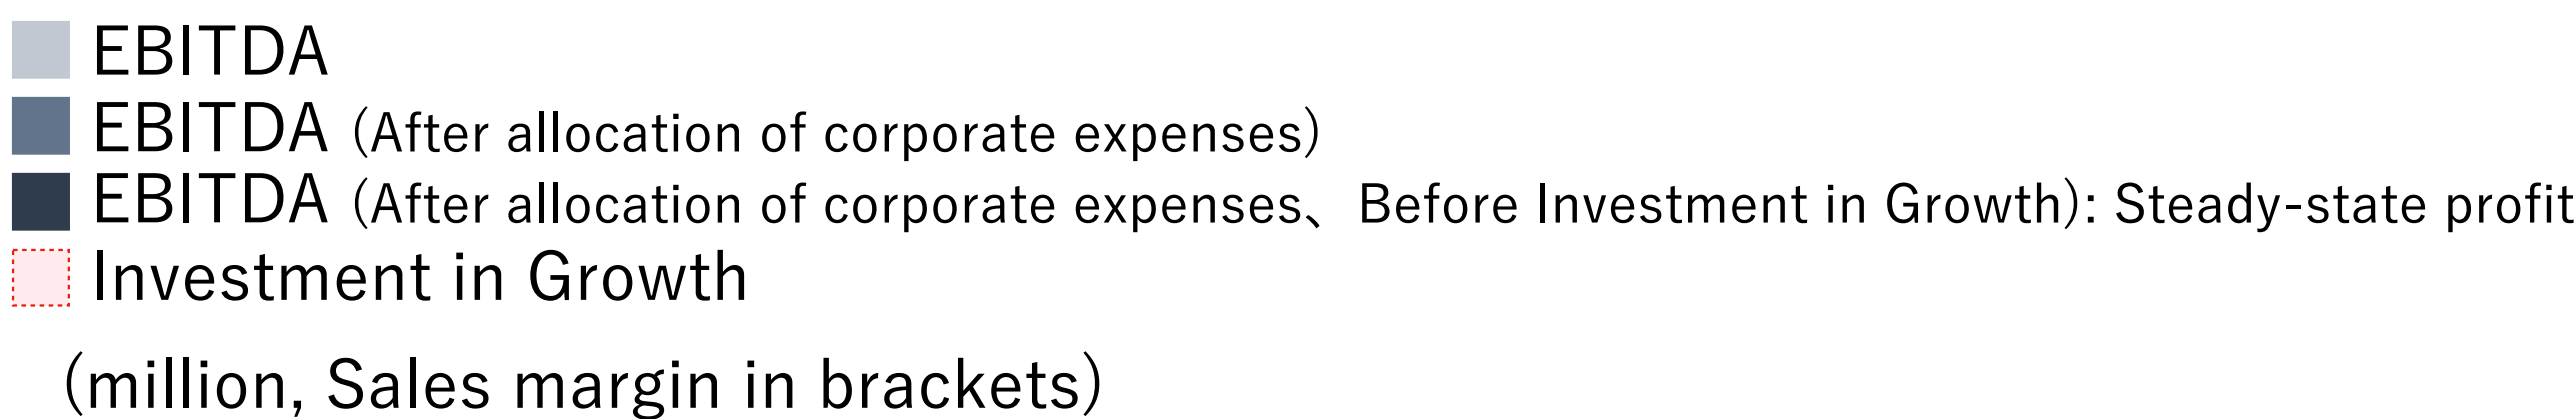 EBITDA
EBITDA (After allocation of corporate expenses)
EBITDA (After allocation of corporate expenses、Before Investment in Growth): Steady-state profit
Investment in Growth
(million, Sales margin in brackets)